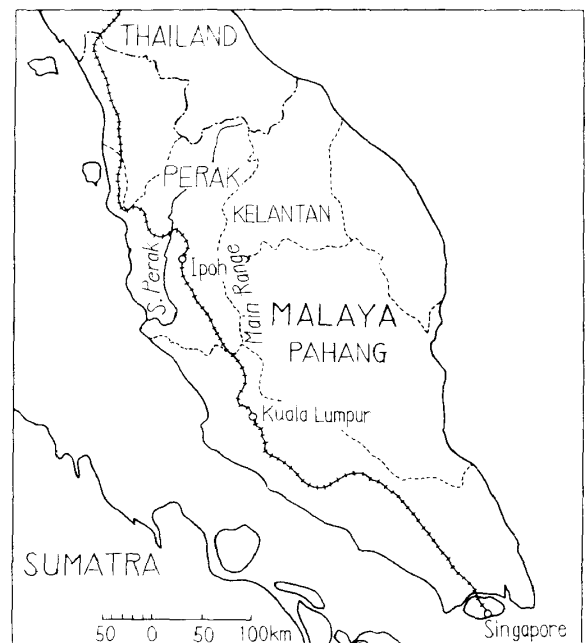 THAILAND
PERAK
KELANTAN
S. Perak
Ipoh
Main Range
MALAYA
PAHANG
Kuala Lumpur
SUMATRA
50 0 50 100km
Singapore